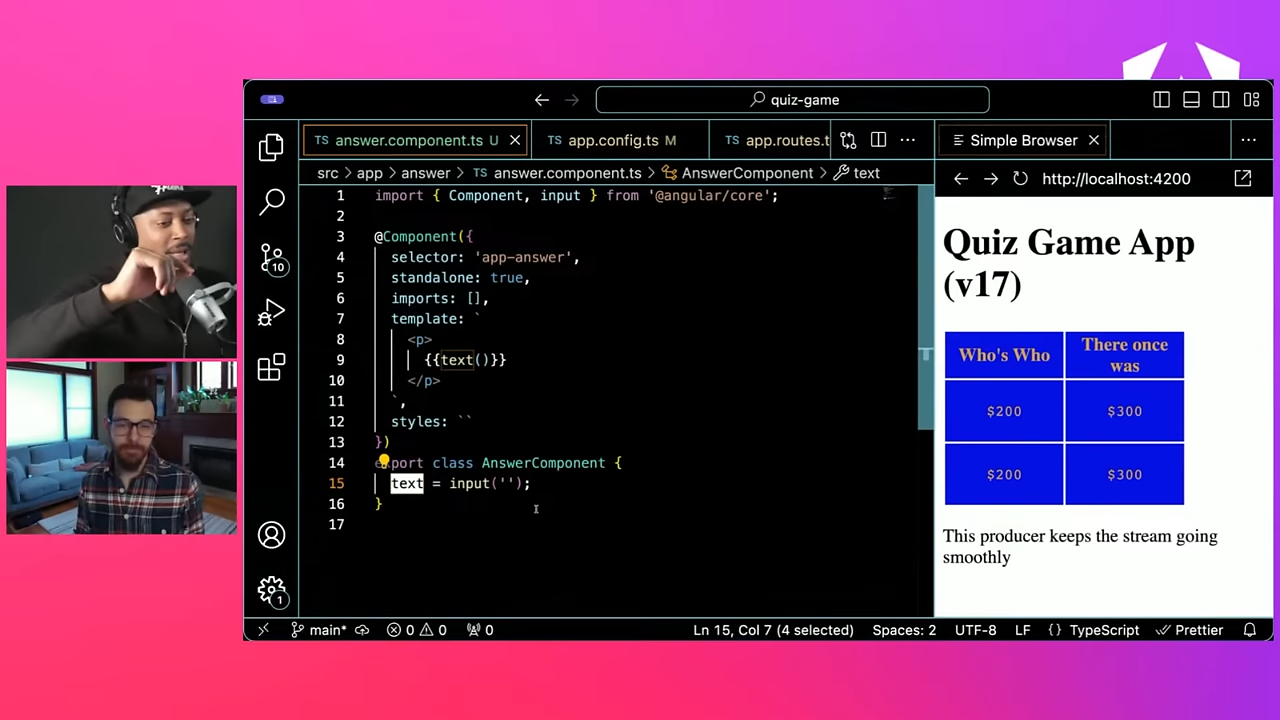 quiz-game
TS answer.component.ts U
TS app.config.ts M
TS app.routes.t
Simple Browser
src > app > answer > TS answer.component.ts > AnswerComponent > text
http://localhost:4200
1 import { Component, input } from '@angular/core';
2
3 @Component({
4 selector: 'app-answer',
5 standalone: true,
6 imports: [],
7 template: `
8 <p>
9 {{text()}}
10 </p>
11 `,
12 styles: ``
13 })
14 export class AnswerComponent {
15 text = input('');
16 }
17
10
1
Quiz Game App
(v17)
Who's Who
There once
was
$200
$300
$200
$300
This producer keeps the stream going
smoothly
main* 0 0 0 Ln 15, Col 7 (4 selected) Spaces: 2 UTF-8 LF {} TypeScript Prettier